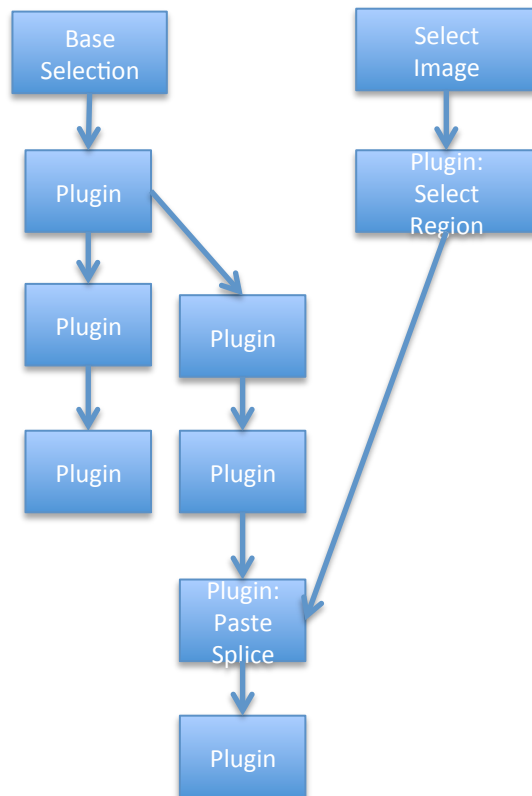 Base
Selection
Select
Image
Plugin
Plugin:
Select
Region
Plugin
Plugin
Plugin
Plugin
Plugin:
Paste
Splice
Plugin